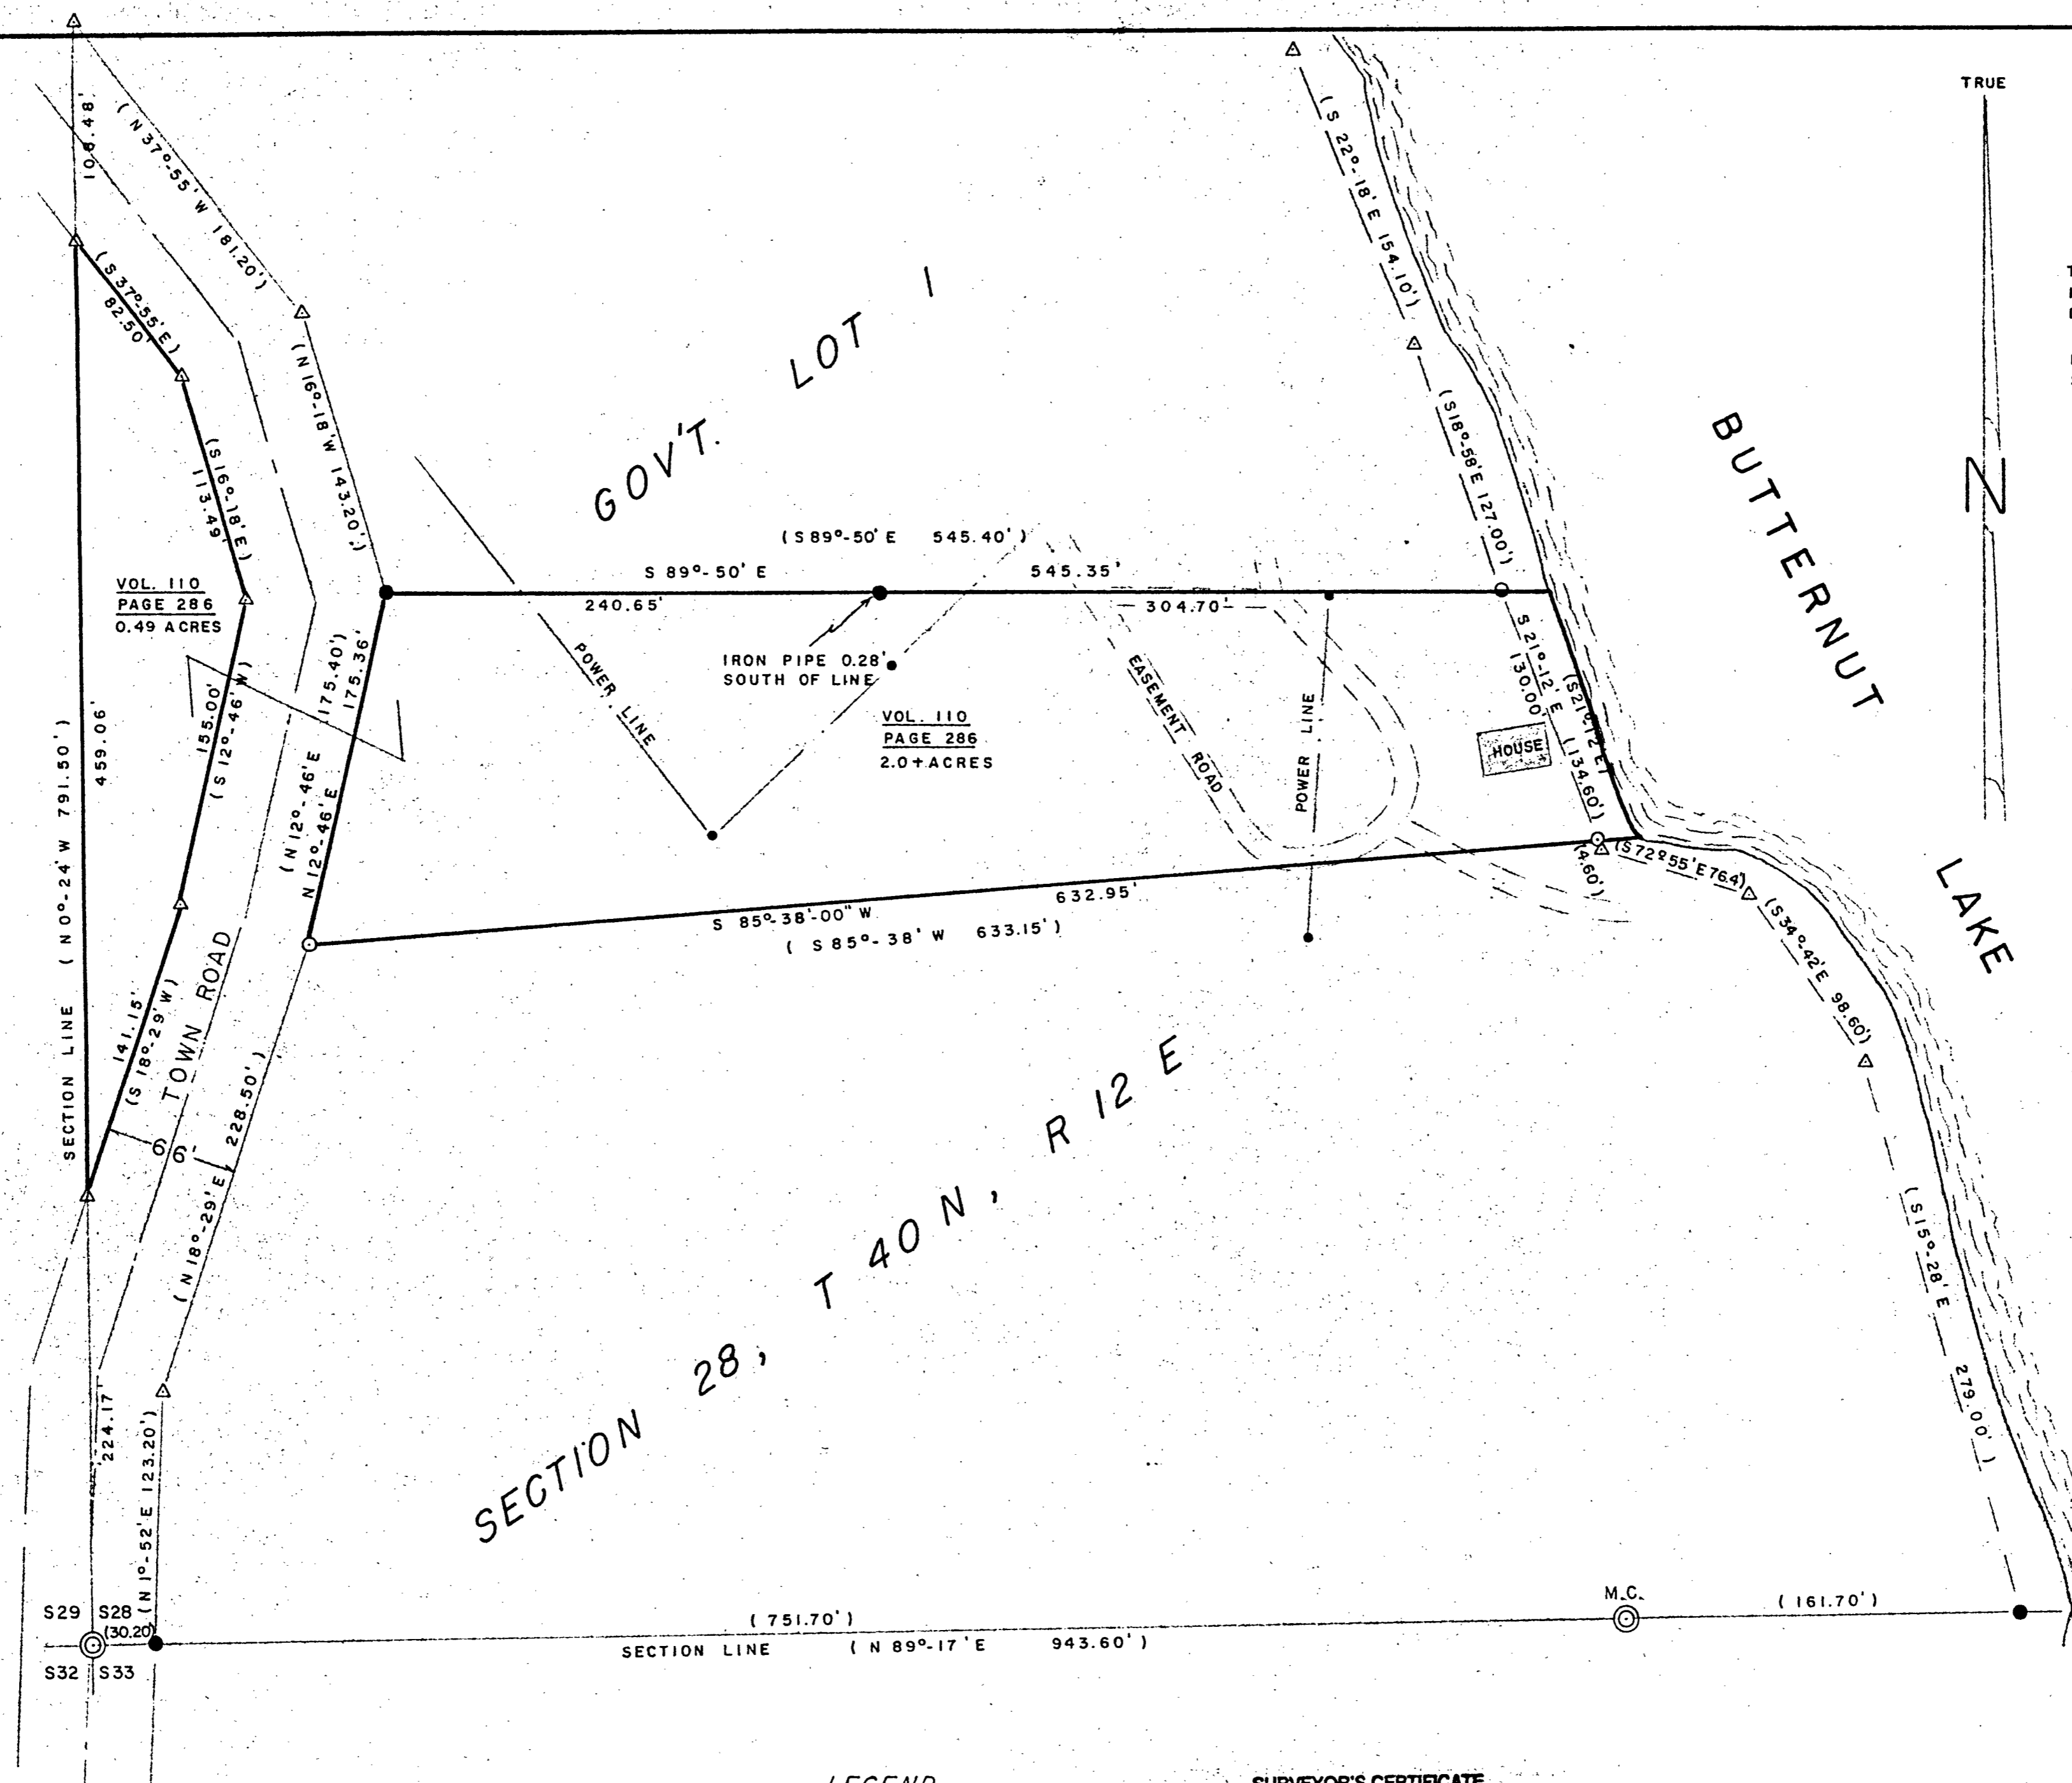 TRUE
N
108.48'
( N 37°-55' W 181.20')
( S 22°-18' E 154.10')
( S 37°-55' E )
82.50'
( N 16°-18' W 143.20')
(S 16°-18' E )
113.49'
GOV'T. LOT 1
(S18°-58' E 127.00')
BUTTERNUT
LAKE
( S 89°-50' E 545.40' )
S 89°-50' E 545.35'
240.65'
304.70'
VOL. 110
PAGE 286
0.49 ACRES
IRON PIPE 0.28'
SOUTH OF LINE
POWER LINE
VOL. 110
PAGE 286
2.0+ ACRES
EASEMENT ROAD
POWER LINE
HOUSE
S 21°-12' E
130.00'
(134.60')
(S21°-12' E)
(4.60')
(S72°55' E 76.4')
(S34°-42' E 98.60')
(S15°-28' E 279.00' )
155.00'
(S 12°-46' W)
(N 12°-46' E 175.40')
N 12°-46' E 175.36'
SECTION LINE ( N 0°-24' W 791.50' )
459.06'
632.95'
S 85°-38'-00" W
( S 85°-38' W 633.15' )
141.15'
(S 18°-29' W)
TOWN ROAD
66'
( N 18°-29' E 228.50' )
SECTION 28, T 40 N, R 12 E
224.17'
(N 1°-52' E 123.20')
S29 S28
(30.20)
S32 S33
( 751.70' )
SECTION LINE ( N 89°-17' E 943.60' )
M.C.
( 161.70' )
LEGEND
SURVEYOR'S CERTIFICATE